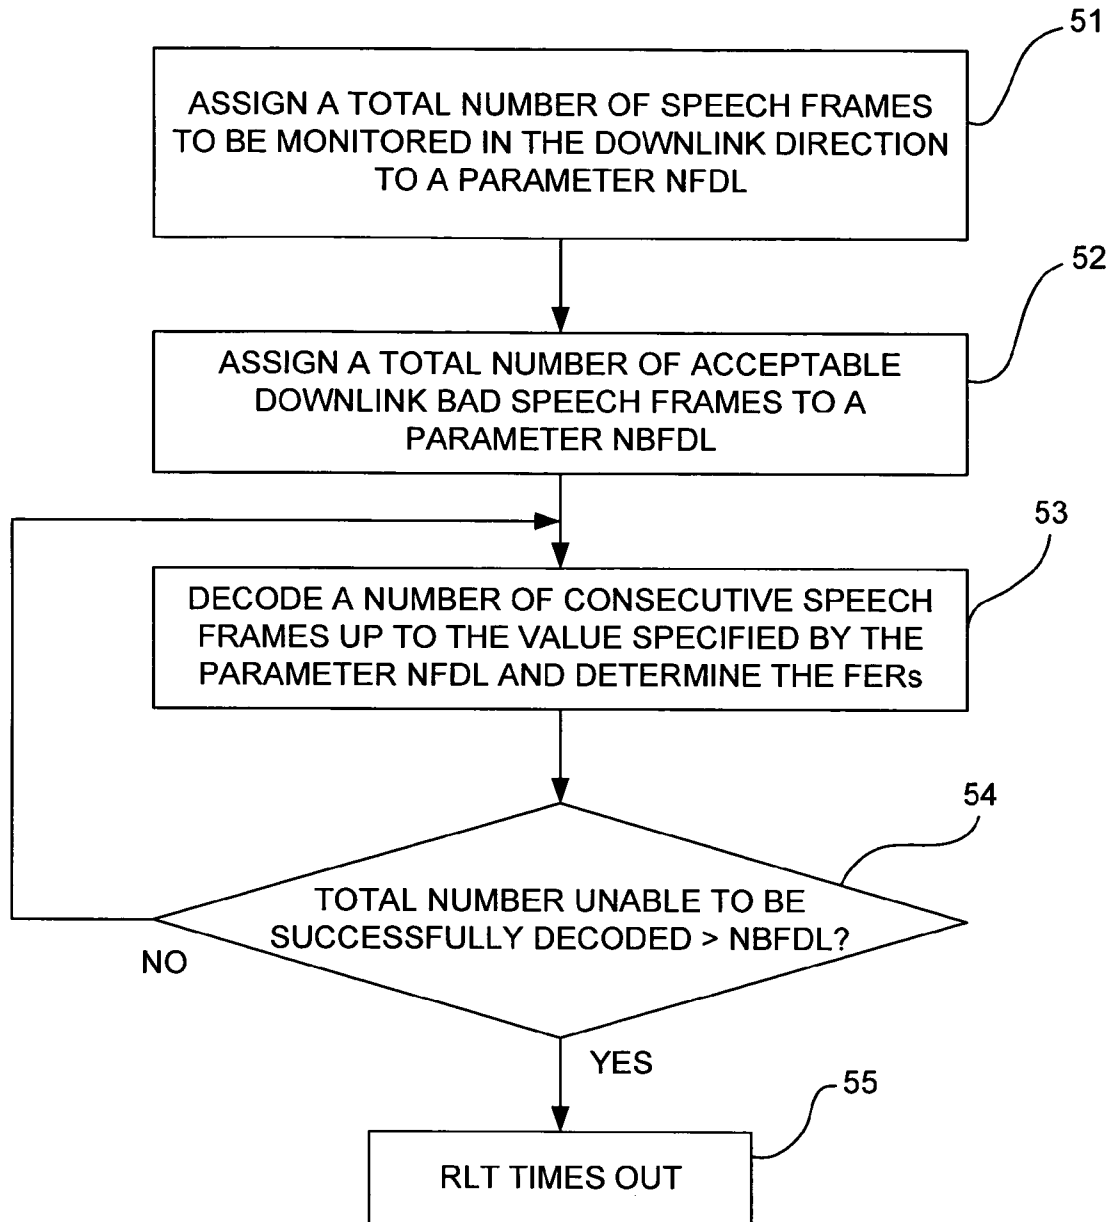 51
ASSIGN A TOTAL NUMBER OF SPEECH FRAMES
TO BE MONITORED IN THE DOWNLINK DIRECTION
TO A PARAMETER NFDL
52
ASSIGN A TOTAL NUMBER OF ACCEPTABLE
DOWNLINK BAD SPEECH FRAMES TO A
PARAMETER NBFDL
53
DECODE A NUMBER OF CONSECUTIVE SPEECH
FRAMES UP TO THE VALUE SPECIFIED BY THE
PARAMETER NFDL AND DETERMINE THE FERs
54
TOTAL NUMBER UNABLE TO BE
SUCCESSFULLY DECODED > NBFDL?
NO
YES
55
RLT TIMES OUT